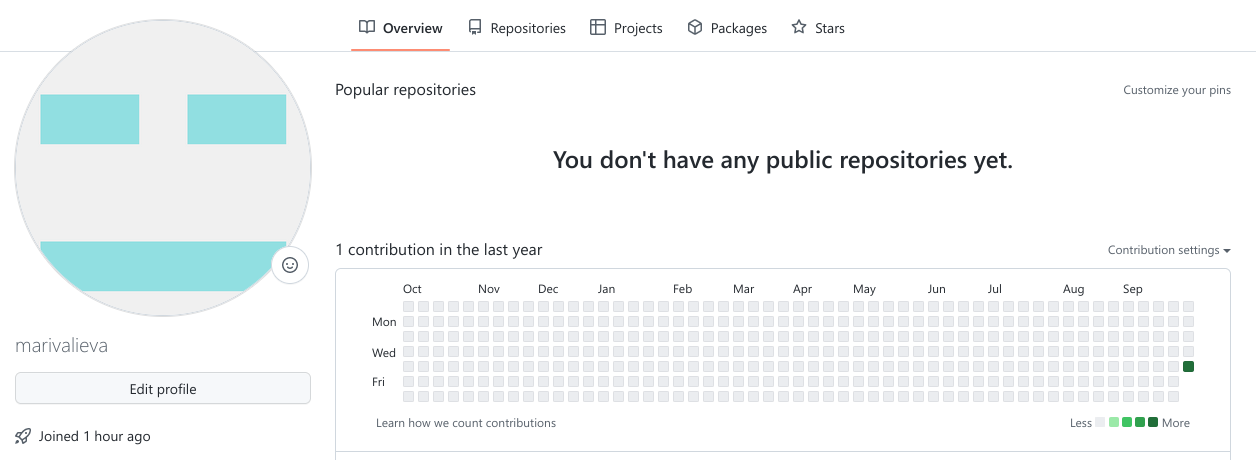 Overview Repositories Projects Packages Stars
Popular repositories Customize your pins
You don't have any public repositories yet.
1 contribution in the last year Contribution settings
Oct Nov Dec Jan Feb Mar Apr May Jun Jul Aug Sep
Mon
Wed
Fri
Learn how we count contributions Less More
marivalieva
Edit profile
Joined 1 hour ago